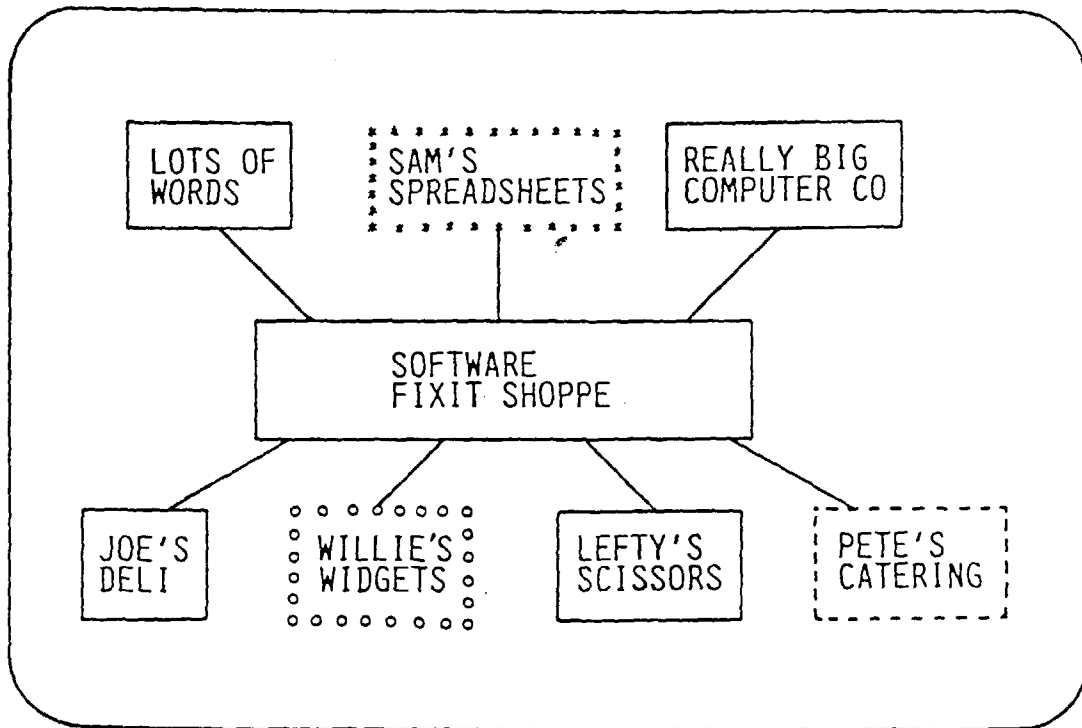 LOTS OF
WORDS
SAM'S
SPREADSHEETS
REALLY BIG
COMPUTER CO
SOFTWARE
FIXIT SHOPPE
JOE'S
DELI
WILLIE'S
WIDGETS
LEFTY'S
SCISSORS
PETE'S
CATERING